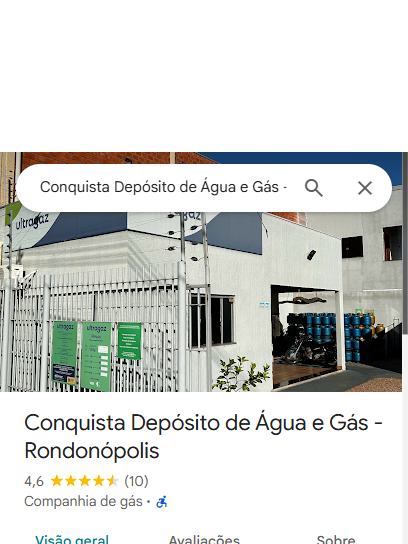 Conquista Depósito de Água e Gás -
ultragaz
ultragaz
ultragaz
Conquista Depósito de Água e Gás -
Rondonópolis
4,6 (10)
Companhia de gás ·
Visão geral Avaliações Sobre